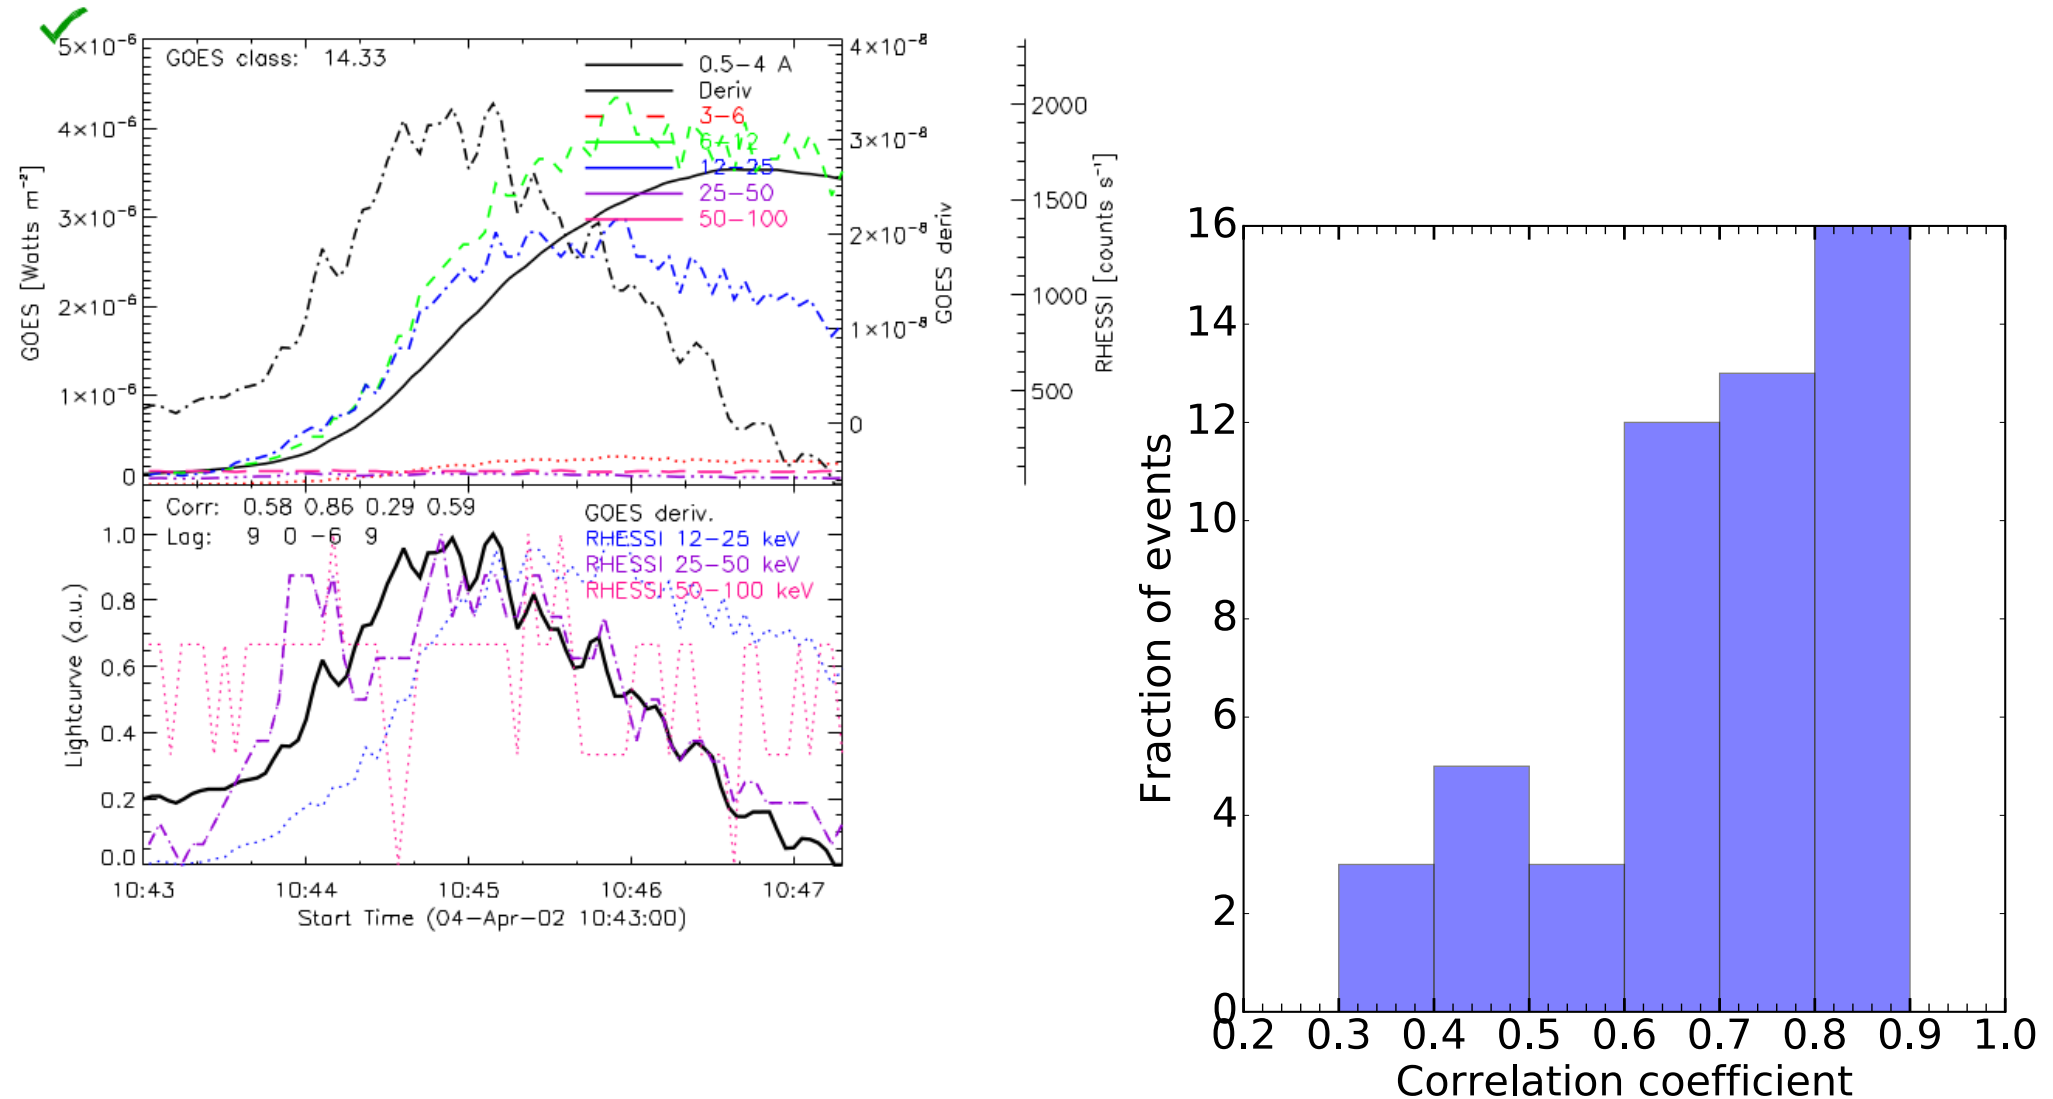 GOES class: 14.33
0.5-4 A
Deriv
3-6
6-12
12-25
25-50
50-100
5×10⁻⁶
4×10⁻⁶
3×10⁻⁶
2×10⁻⁶
1×10⁻⁶
0
GOES [Watts m⁻²]
4×10⁻⁸
3×10⁻⁸
2×10⁻⁸
1×10⁻⁸
0
GOES deriv
2000
1500
1000
500
RHESSI [counts s⁻¹]
Corr: 0.58 0.86 0.29 0.59
Lag: 9 0 -6 9
GOES deriv.
RHESSI 12-25 keV
RHESSI 25-50 keV
RHESSI 50-100 keV
1.0
0.8
0.6
0.4
0.2
0.0
Lightcurve (a.u.)
10:43 10:44 10:45 10:46 10:47
Start Time (04-Apr-02 10:43:00)
16
14
12
10
8
6
4
2
0
Fraction of events
0.2 0.3 0.4 0.5 0.6 0.7 0.8 0.9 1.0
Correlation coefficient